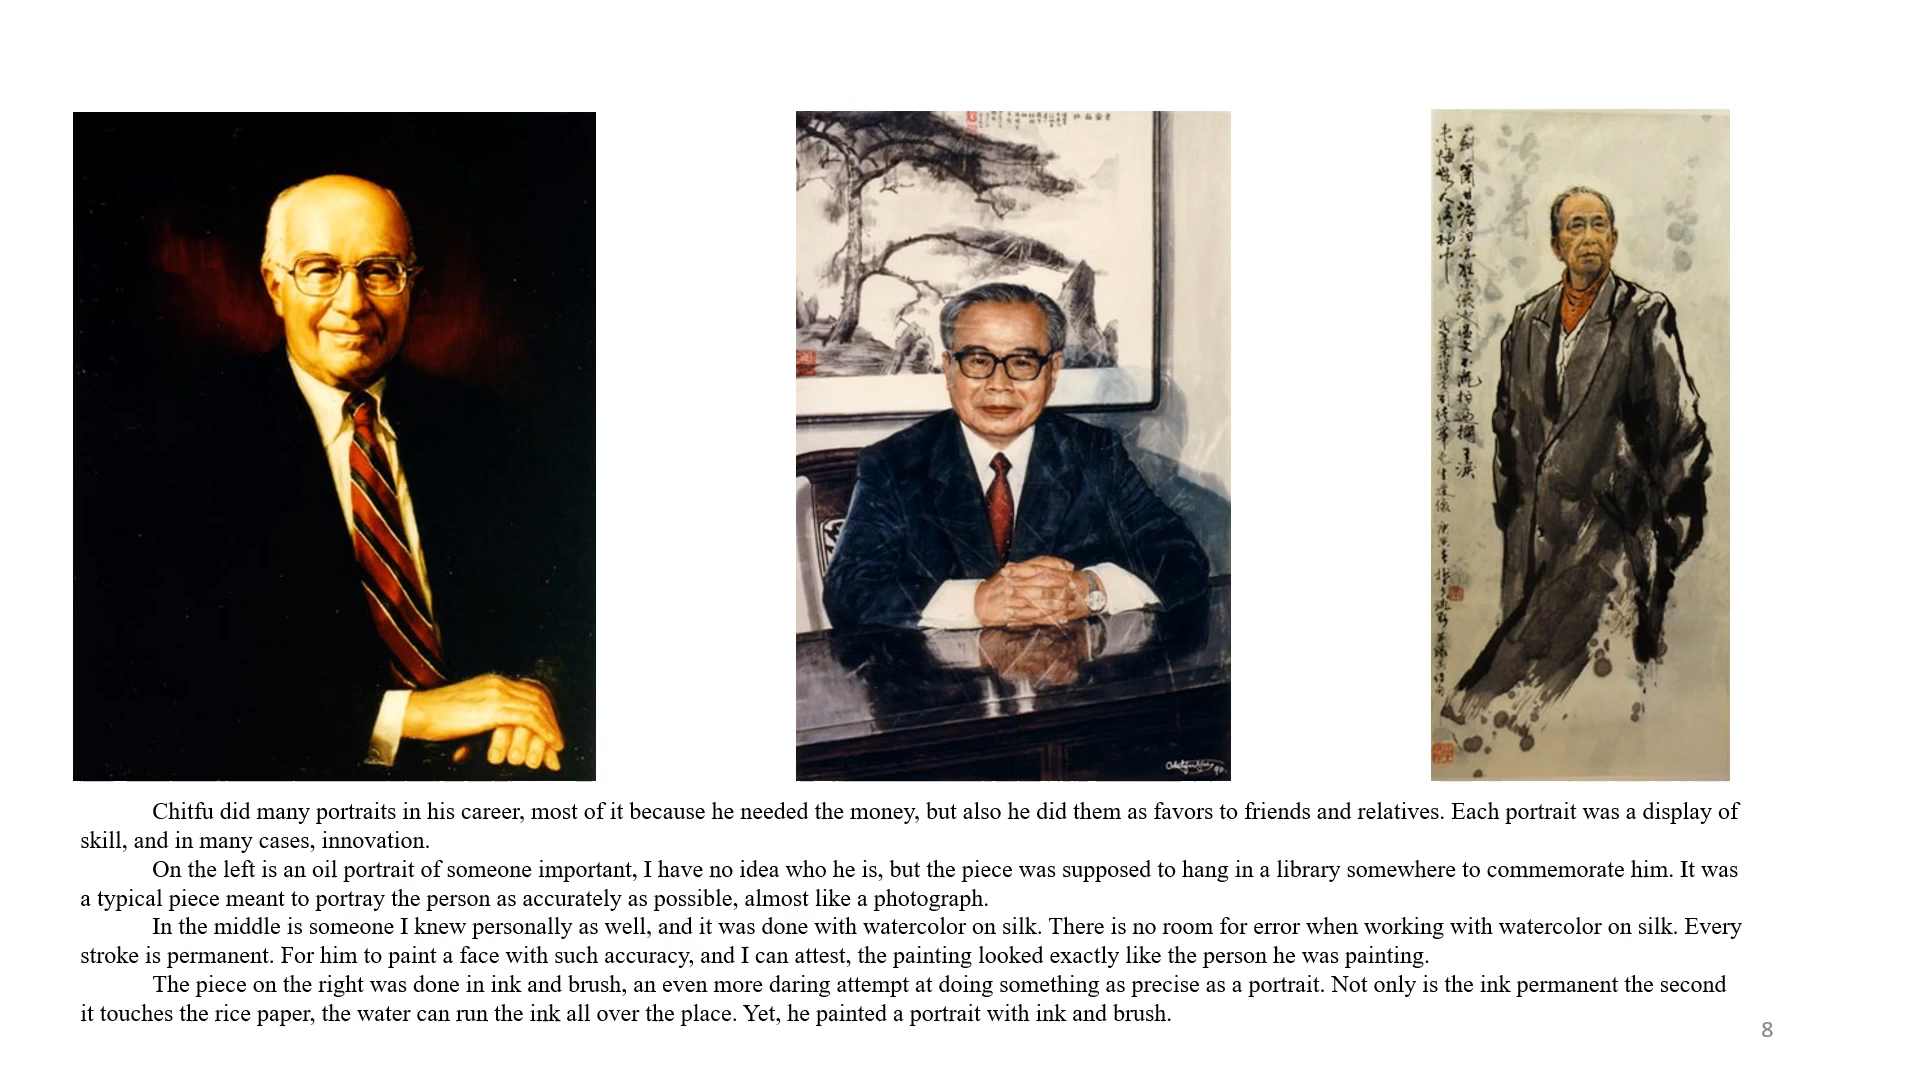 Chitfu did many portraits in his career, most of it because he needed the money, but also he did them as favors to friends and relatives. Each portrait was a display of
skill, and in many cases, innovation.
On the left is an oil portrait of someone important, I have no idea who he is, but the piece was supposed to hang in a library somewhere to commemorate him. It was
a typical piece meant to portray the person as accurately as possible, almost like a photograph.
In the middle is someone I knew personally as well, and it was done with watercolor on silk. There is no room for error when working with watercolor on silk. Every
stroke is permanent. For him to paint a face with such accuracy, and I can attest, the painting looked exactly like the person he was painting.
The piece on the right was done in ink and brush, an even more daring attempt at doing something as precise as a portrait. Not only is the ink permanent the second
it touches the rice paper, the water can run the ink all over the place. Yet, he painted a portrait with ink and brush.
8